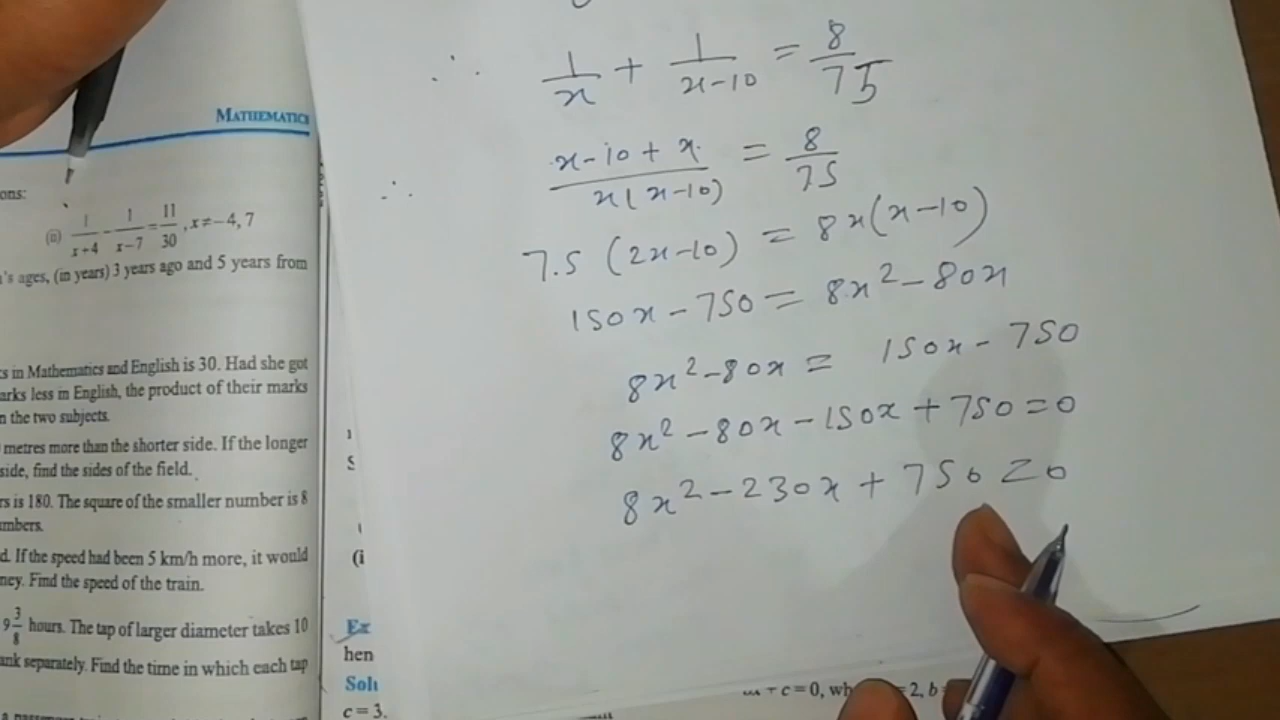 MATHEMATICS
ons:
(ii) 1/(x+4) - 1/(x-7) = 11/30, x ≠ -4, 7
's ages, (in years) 3 years ago and 5 years from
s in Mathematics and English is 30. Had she got
arks less in English, the product of their marks
n the two subjects.
metres more than the shorter side. If the longer
side, find the sides of the field.
rs is 180. The square of the smaller number is 8
umbers.
d. If the speed had been 5 km/h more, it would
ney. Find the speed of the train.
9 3/8 hours. The tap of larger diameter takes 10
ank separately. Find the time in which each tap
(i
Ex
hen
Solu
c = 3.
∴ 1/x + 1/(x-10) = 8/75
∴ (x-10+x)/(x(x-10)) = 8/75
7.5 (2x-10) = 8x(x-10)
150x - 750 = 8x² - 80x
8x² - 80x = 150x - 750
8x² - 80x - 150x + 750 = 0
8x² - 230x + 750 = 0
+ c = 0, wh = 2, b